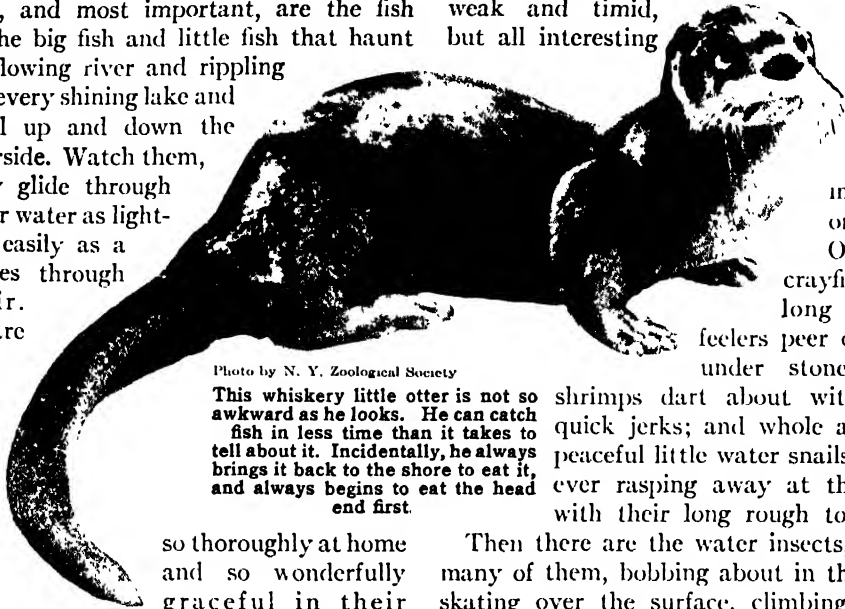 , and most important, are the fish
he big fish and little fish that haunt
lowing river and rippling
every shining lake and
l up and down the
rside. Watch them,
y glide through
r water as light-
easily as a
es through
ir.
are
Photo by N. Y. Zoological Society
This whiskery little otter is not so
awkward as he looks. He can catch
fish in less time than it takes to
tell about it. Incidentally, he always
brings it back to the shore to eat it,
and always begins to eat the head
end first.
so thoroughly at home
and so wonderfully
graceful in their
weak and timid,
but all interesting
in
or
O
crayfi
long
feelers peer o
under stone
shrimps dart about wit
quick jerks; and whole a
peaceful little water snails
ever rasping away at th
with their long rough to
Then there are the water insects
many of them, bobbing about in th
skating over the surface, climbing